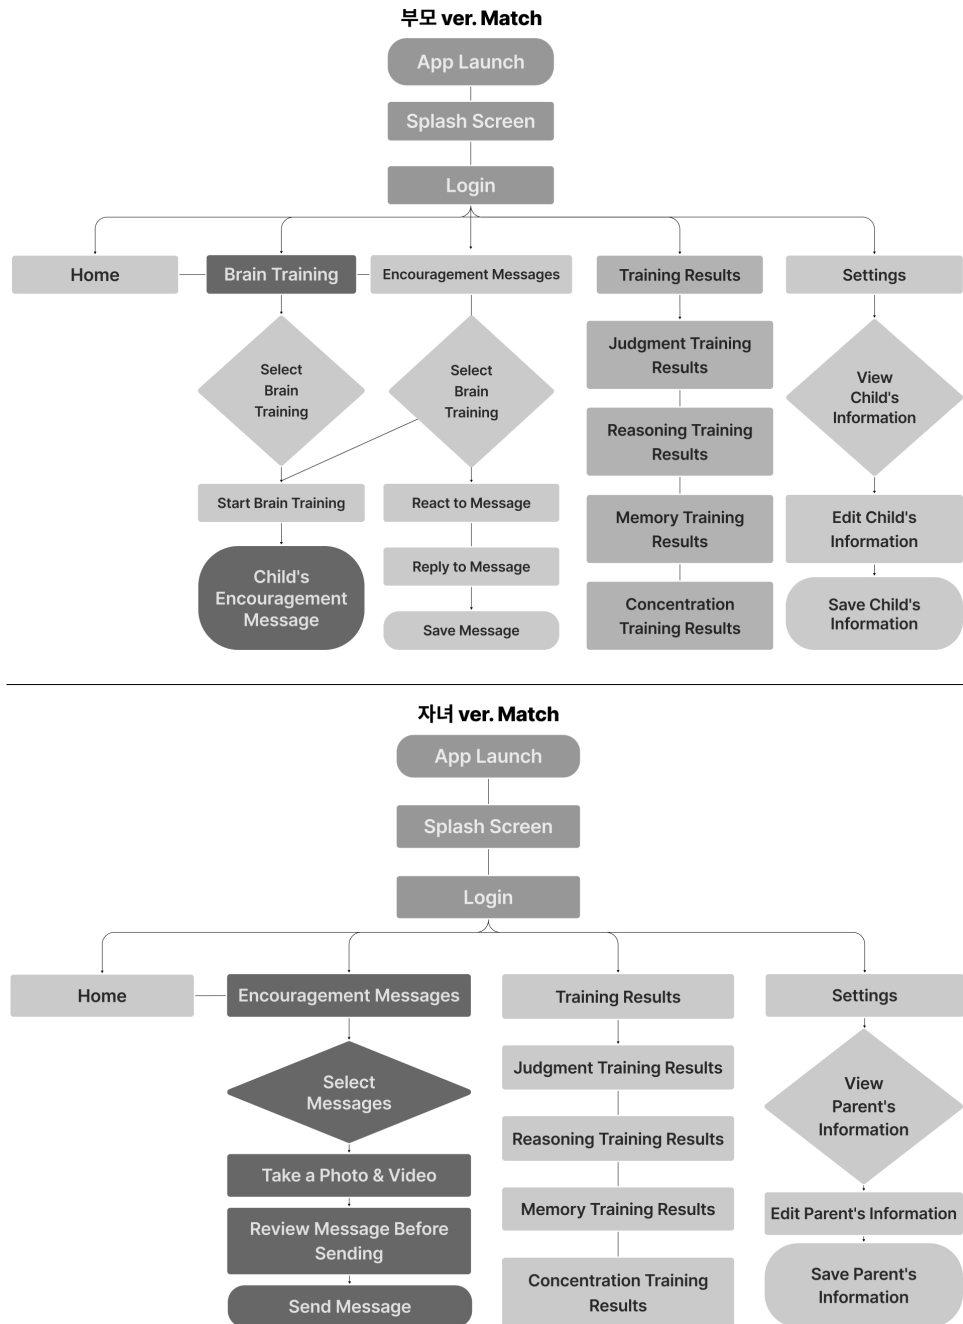 부모 ver. Match
App Launch
Splash Screen
Login
Home
Brain Training
Encouragement Messages
Training Results
Settings
Select
Brain
Training
Select
Brain
Training
Judgment Training
Results
View
Child's
Information
Reasoning Training
Results
Start Brain Training
React to Message
Memory Training
Results
Edit Child's
Information
Child's
Encouragement
Message
Reply to Message
Save Message
Concentration
Training Results
Save Child's
Information
자녀 ver. Match
App Launch
Splash Screen
Login
Home
Encouragement Messages
Training Results
Settings
Select
Messages
Judgment Training Results
View
Parent's
Information
Reasoning Training Results
Take a Photo & Video
Memory Training Results
Edit Parent's Information
Review Message Before
Sending
Send Message
Concentration Training
Results
Save Parent's
Information